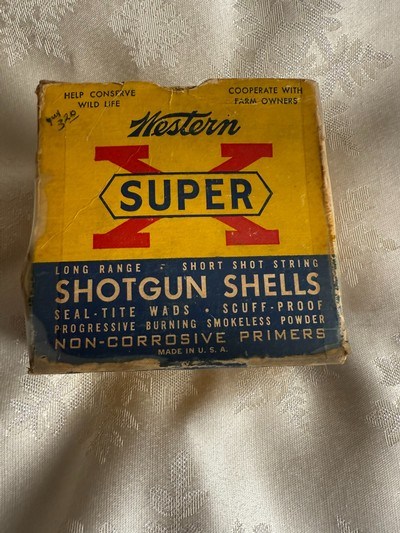 HELP CONSERVE
WILD LIFE
COOPERATE WITH
FARM OWNERS
320
Western
X
SUPER
LONG RANGE - SHORT SHOT STRING
SHOTGUN SHELLS
SEAL-TITE WADS • SCUFF-PROOF
PROGRESSIVE BURNING SMOKELESS POWDER
NON-CORROSIVE PRIMERS
MADE IN U.S.A.